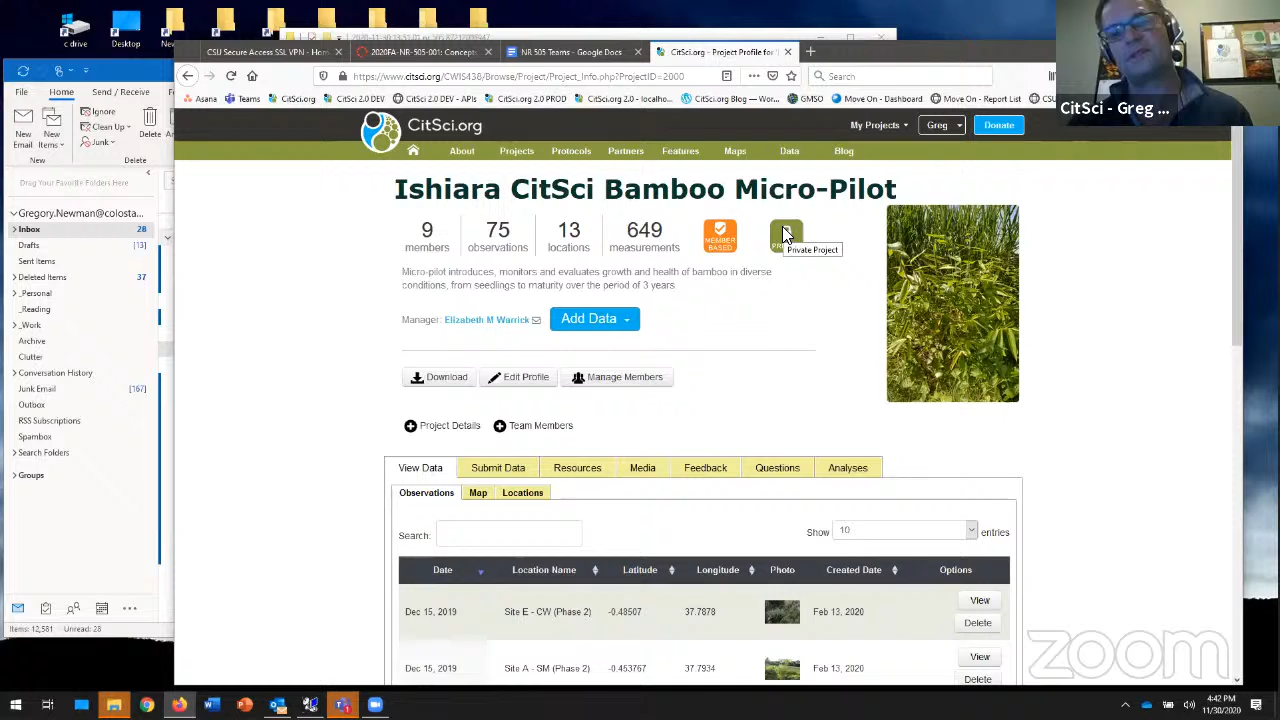 c drive
Desktop
File
Home
New Email
New Items
New
Ignore
Clean Up
Junk
Delete
Delete
Drag Your Favorite Folders Here
Gregory.Newman@colosta...
Inbox 28
Drafts [13]
Sent Items
Deleted Items 37
_Personal
_Reading
_Work
Archive
Clutter
Conversation History
Junk Email [167]
Outbox
RSS Subscriptions
Spambox
Search Folders
Groups
Items: 12,581 Unread: 28
CSU Secure Access SSL VPN - Hom
2020FA-NR-505-001: Concept
NR 505 Teams - Google Docs
CitSci.org - Project Profile for
https://www.citsci.org/CWIS438/Browse/Project/Project_Info.php?ProjectID=2000
Search
Asana Teams CitSci.org CitSci 2.0 DEV CitSci 2.0 DEV - APIs CitSci.org 2.0 PROD CitSci.org 2.0 - localho... CitSci.org Blog — Wor... GMSO Move On - Dashboard Move On - Report List CSU
CitSci - Greg ...
CitSci.org
My Projects Greg Donate
About Projects Protocols Partners Features Maps Data Blog
Ishiara CitSci Bamboo Micro-Pilot
9 75 13 649
members observations locations measurements
MEMBER BASED
Private Project
Micro-pilot introduces, monitors and evaluates growth and health of bamboo in diverse
conditions, from seedlings to maturity over the period of 3 years
Manager: Elizabeth M Warrick Add Data
Download Edit Profile Manage Members
Project Details Team Members
View Data Submit Data Resources Media Feedback Questions Analyses
Observations Map Locations
Search: Show 10 entries
Date Location Name Latitude Longitude Photo Created Date Options
Dec 15, 2019 Site E - CW (Phase 2) -0.48507 37.7878 Feb 13, 2020 View
Delete
Dec 15, 2019 Site A - SM (Phase 2) -0.453767 37.7934 Feb 13, 2020 View
Delete
zoom
4:42 PM
11/30/2020